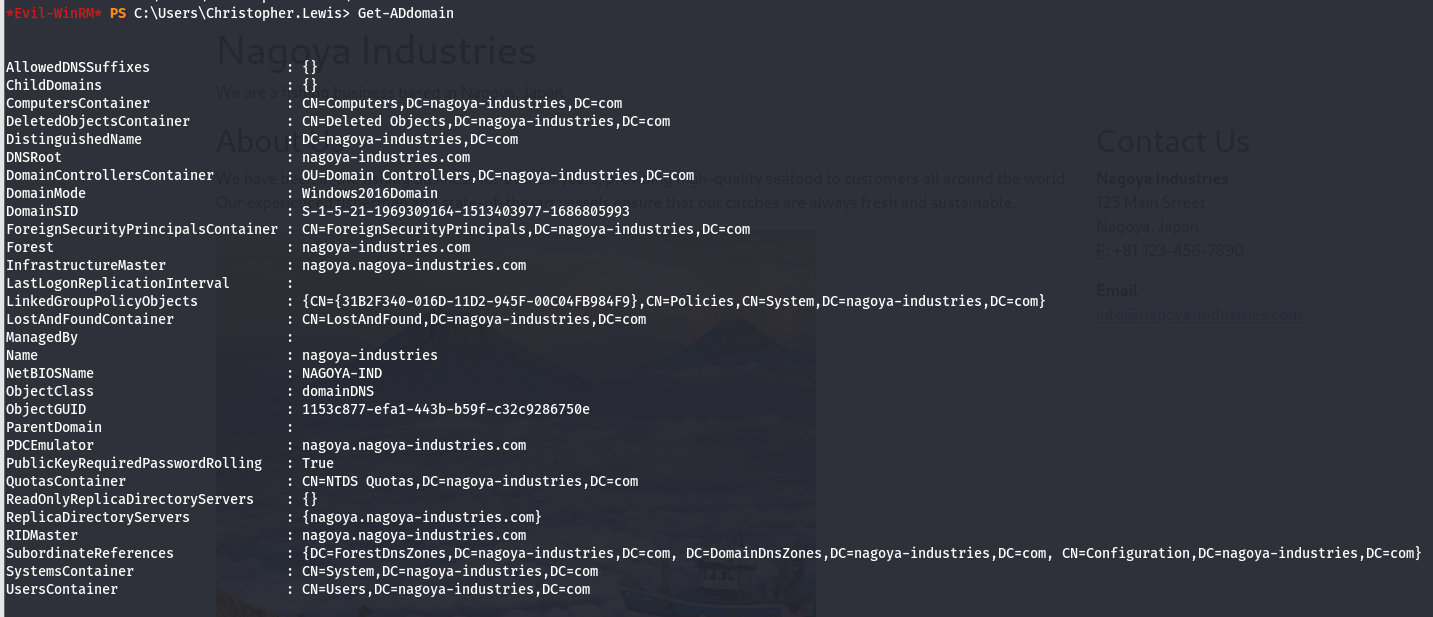 *Evil-WinRM* PS C:\Users\Christopher.Lewis> Get-ADdomain
Nagoya Industries
We are a fishing business based in Nagoya, Japan.
AllowedDNSSuffixes : {}
ChildDomains : {}
ComputersContainer : CN=Computers,DC=nagoya-industries,DC=com
DeletedObjectsContainer : CN=Deleted Objects,DC=nagoya-industries,DC=com
DistinguishedName : DC=nagoya-industries,DC=com
DNSRoot : nagoya-industries.com
DomainControllersContainer : OU=Domain Controllers,DC=nagoya-industries,DC=com
DomainMode : Windows2016Domain
DomainSID : S-1-5-21-1969309164-1513403977-1686805993
ForeignSecurityPrincipalsContainer : CN=ForeignSecurityPrincipals,DC=nagoya-industries,DC=com
Forest : nagoya-industries.com
InfrastructureMaster : nagoya.nagoya-industries.com
LastLogonReplicationInterval :
LinkedGroupPolicyObjects : {CN={31B2F340-016D-11D2-945F-00C04FB984F9},CN=Policies,CN=System,DC=nagoya-industries,DC=com}
LostAndFoundContainer : CN=LostAndFound,DC=nagoya-industries,DC=com
ManagedBy :
Name : nagoya-industries
NetBIOSName : NAGOYA-IND
ObjectClass : domainDNS
ObjectGUID : 1153c877-efa1-443b-b59f-c32c9286750e
ParentDomain :
PDCEmulator : nagoya.nagoya-industries.com
PublicKeyRequiredPasswordRolling : True
QuotasContainer : CN=NTDS Quotas,DC=nagoya-industries,DC=com
ReadOnlyReplicaDirectoryServers : {}
ReplicaDirectoryServers : {nagoya.nagoya-industries.com}
RIDMaster : nagoya.nagoya-industries.com
SubordinateReferences : {DC=ForestDnsZones,DC=nagoya-industries,DC=com, DC=DomainDnsZones,DC=nagoya-industries,DC=com, CN=Configuration,DC=nagoya-industries,DC=com}
SystemsContainer : CN=System,DC=nagoya-industries,DC=com
UsersContainer : CN=Users,DC=nagoya-industries,DC=com
About
We have high-quality seafood to customers all around the world.
Our ensure that our catches are always fresh and sustainable.
Contact Us
Nagoya Industries
123 Main Street
Nagoya, Japan
P: +81 123-456-7890
Email
info@nagoya-industries.com